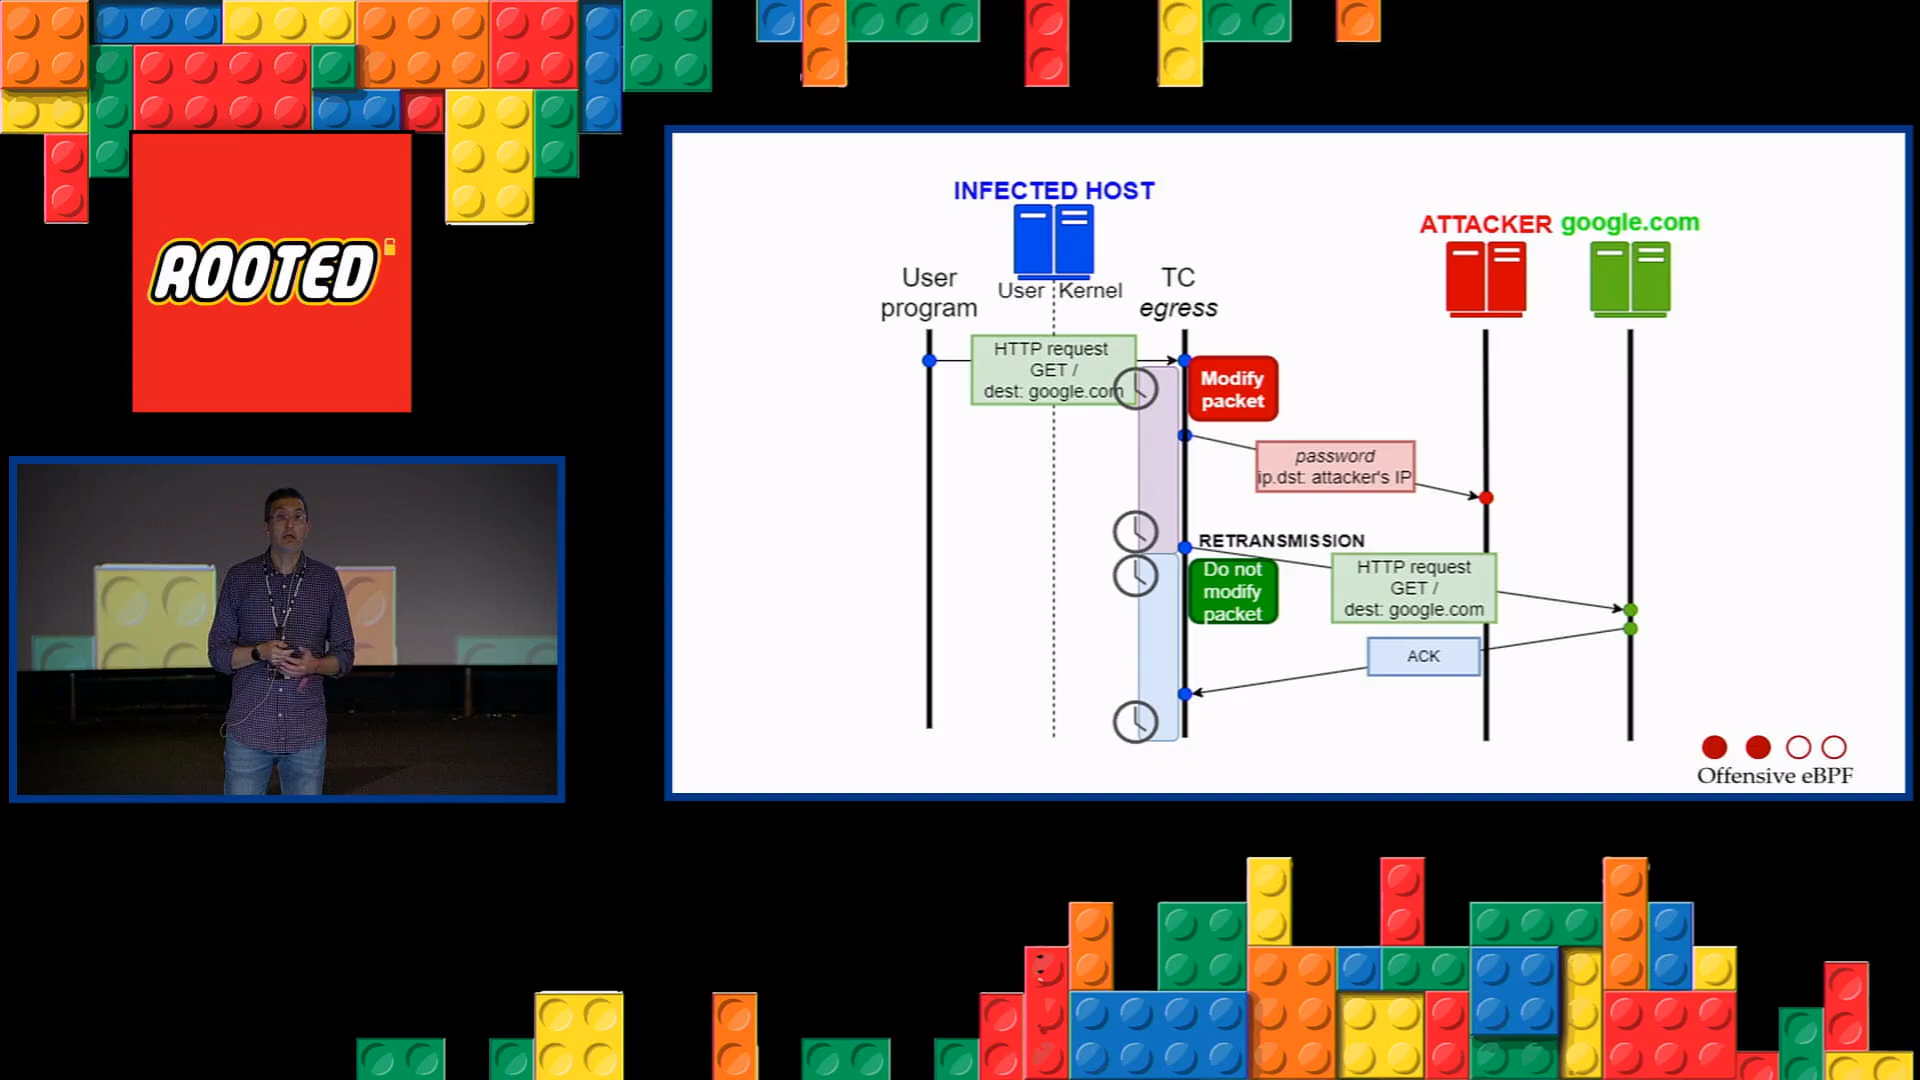 ROOTED
INFECTED HOST
User Kernel
User
program
TC
egress
ATTACKER
google.com
HTTP request
GET /
dest: google.com
Modify
packet
password
ip.dst: attacker's IP
RETRANSMISSION
Do not
modify
packet
HTTP request
GET /
dest: google.com
ACK
Offensive eBPF